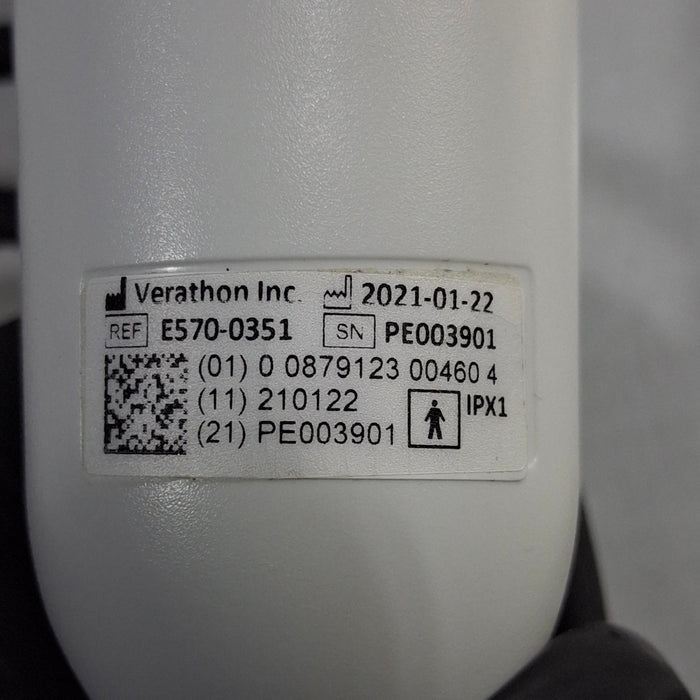 Verathon Inc. 2021-01-22
REF E570-0351 SN PE003901
(01) 0 0879123 00460 4
(11) 210122
IPX1
(21) PE003901